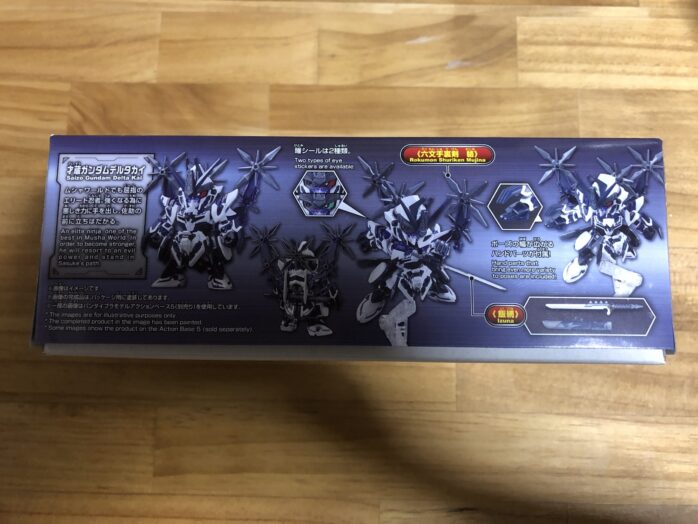 才蔵ガンダムデルタカイ
Saizo Gundam Delta Kai
ムシャワールドでも屈指の
エリート忍者。強くなる為に
悪しき力に手を出し、佐助の
前に立ちはだかる。
An elite ninja, one of the
best in Musha World. In
order to become stronger,
he will resort to an evil
power and stand in
Sasuke's path.
※画像はイメージです。
※画像の完成品は、パッケージ用に塗装してあります。
※一部の画像はバンダイプラモデルアクションベース5(別売り)を使用しています。
* The images are for illustrative purposes only.
* The completed product in the image has been painted.
* Some images show the product on the Action Base 5 (sold separately).
瞳シールは2種類。
Two types of eye
stickers are available
《六文手裏剣 貉》
Rokumon Shuriken Mujina
ポーズの幅が広がる
ハンドパーツが付属!
Hand parts that
bring even more variety
to poses are included!
《飯綱》
Izuna